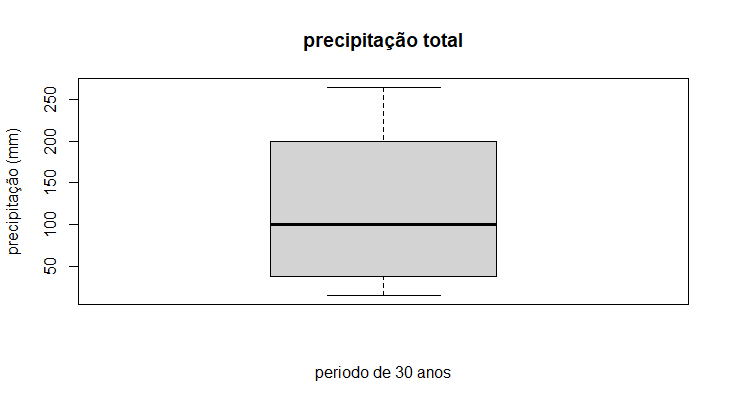 precipitação total
precipitação (mm)
250
200
150
100
50
periodo de 30 anos